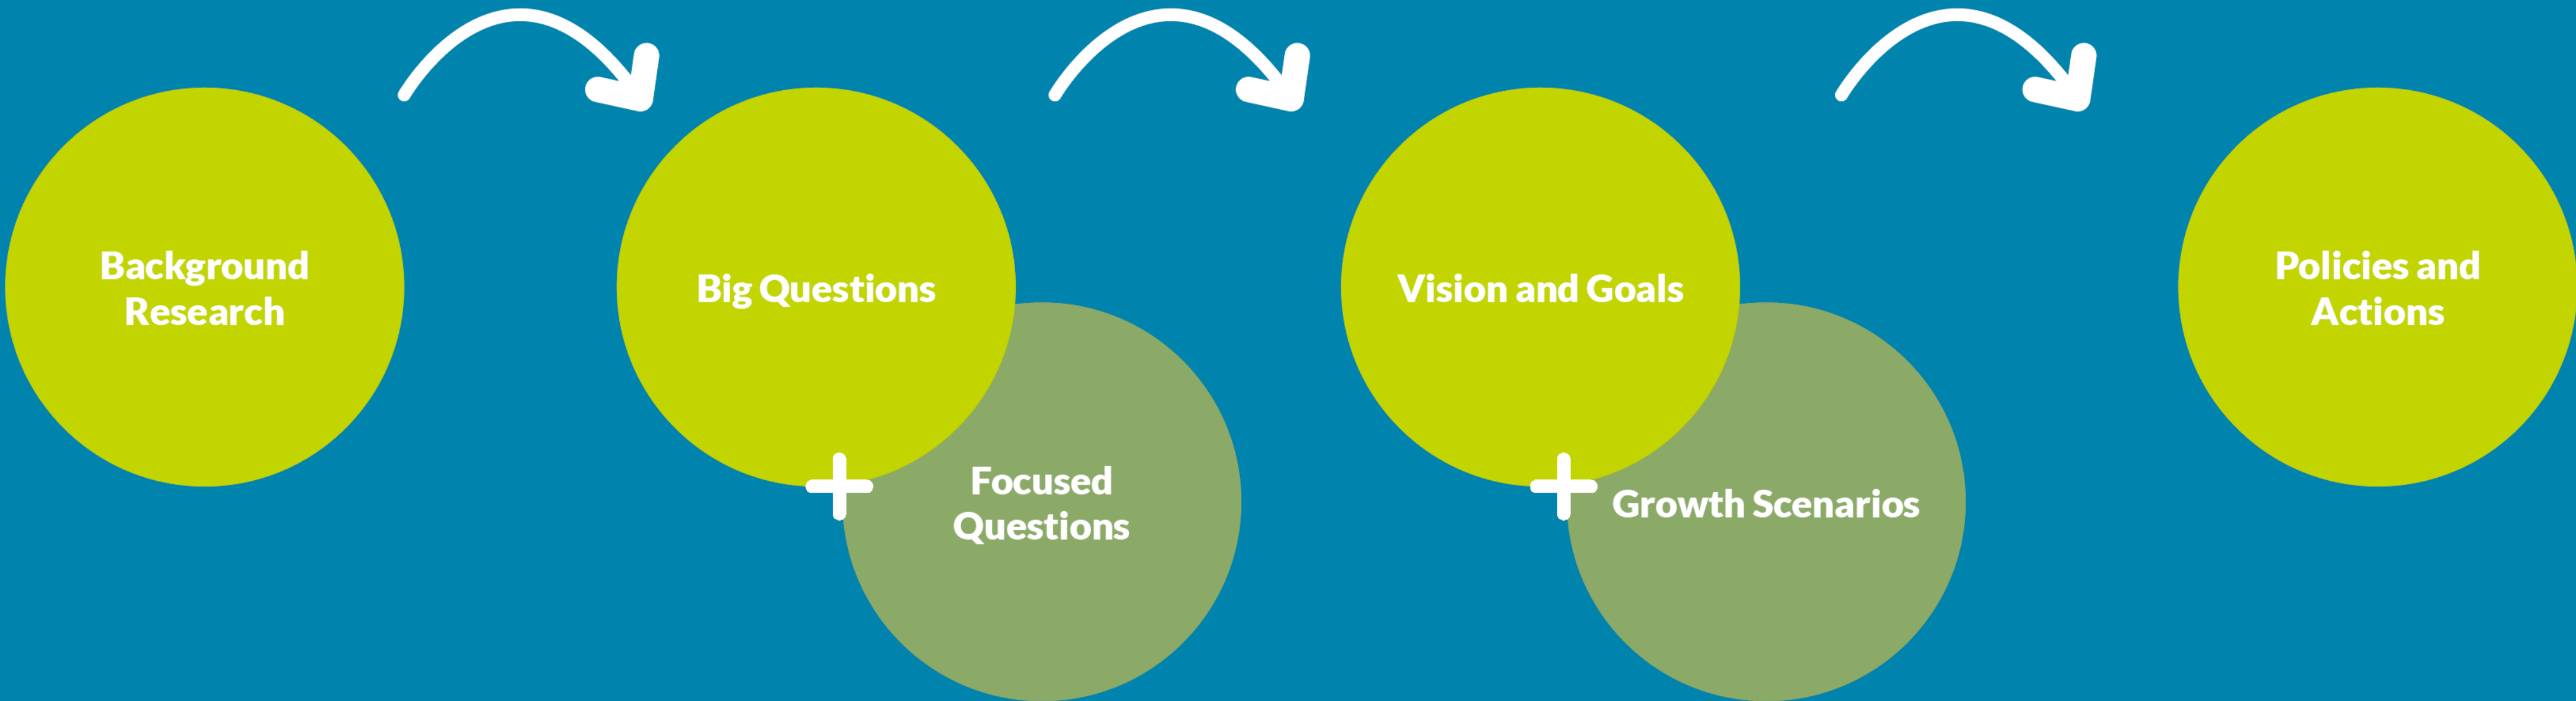 Background
Research
Big Questions
Focused
Questions
Vision and Goals
Growth Scenarios
Policies and
Actions